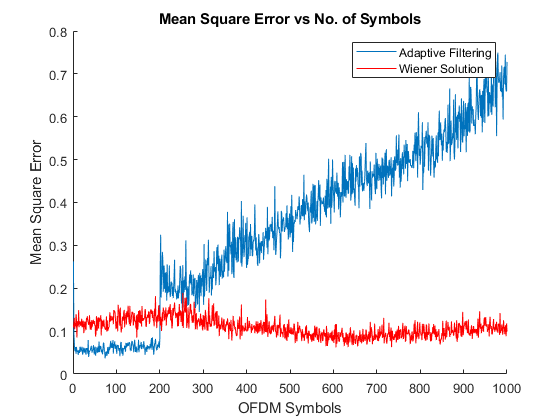 Mean Square Error vs No. of Symbols
Adaptive Filtering
Wiener Solution
Mean Square Error
0.8
0.7
0.6
0.5
0.4
0.3
0.2
0.1
0
0 100 200 300 400 500 600 700 800 900 1000
OFDM Symbols